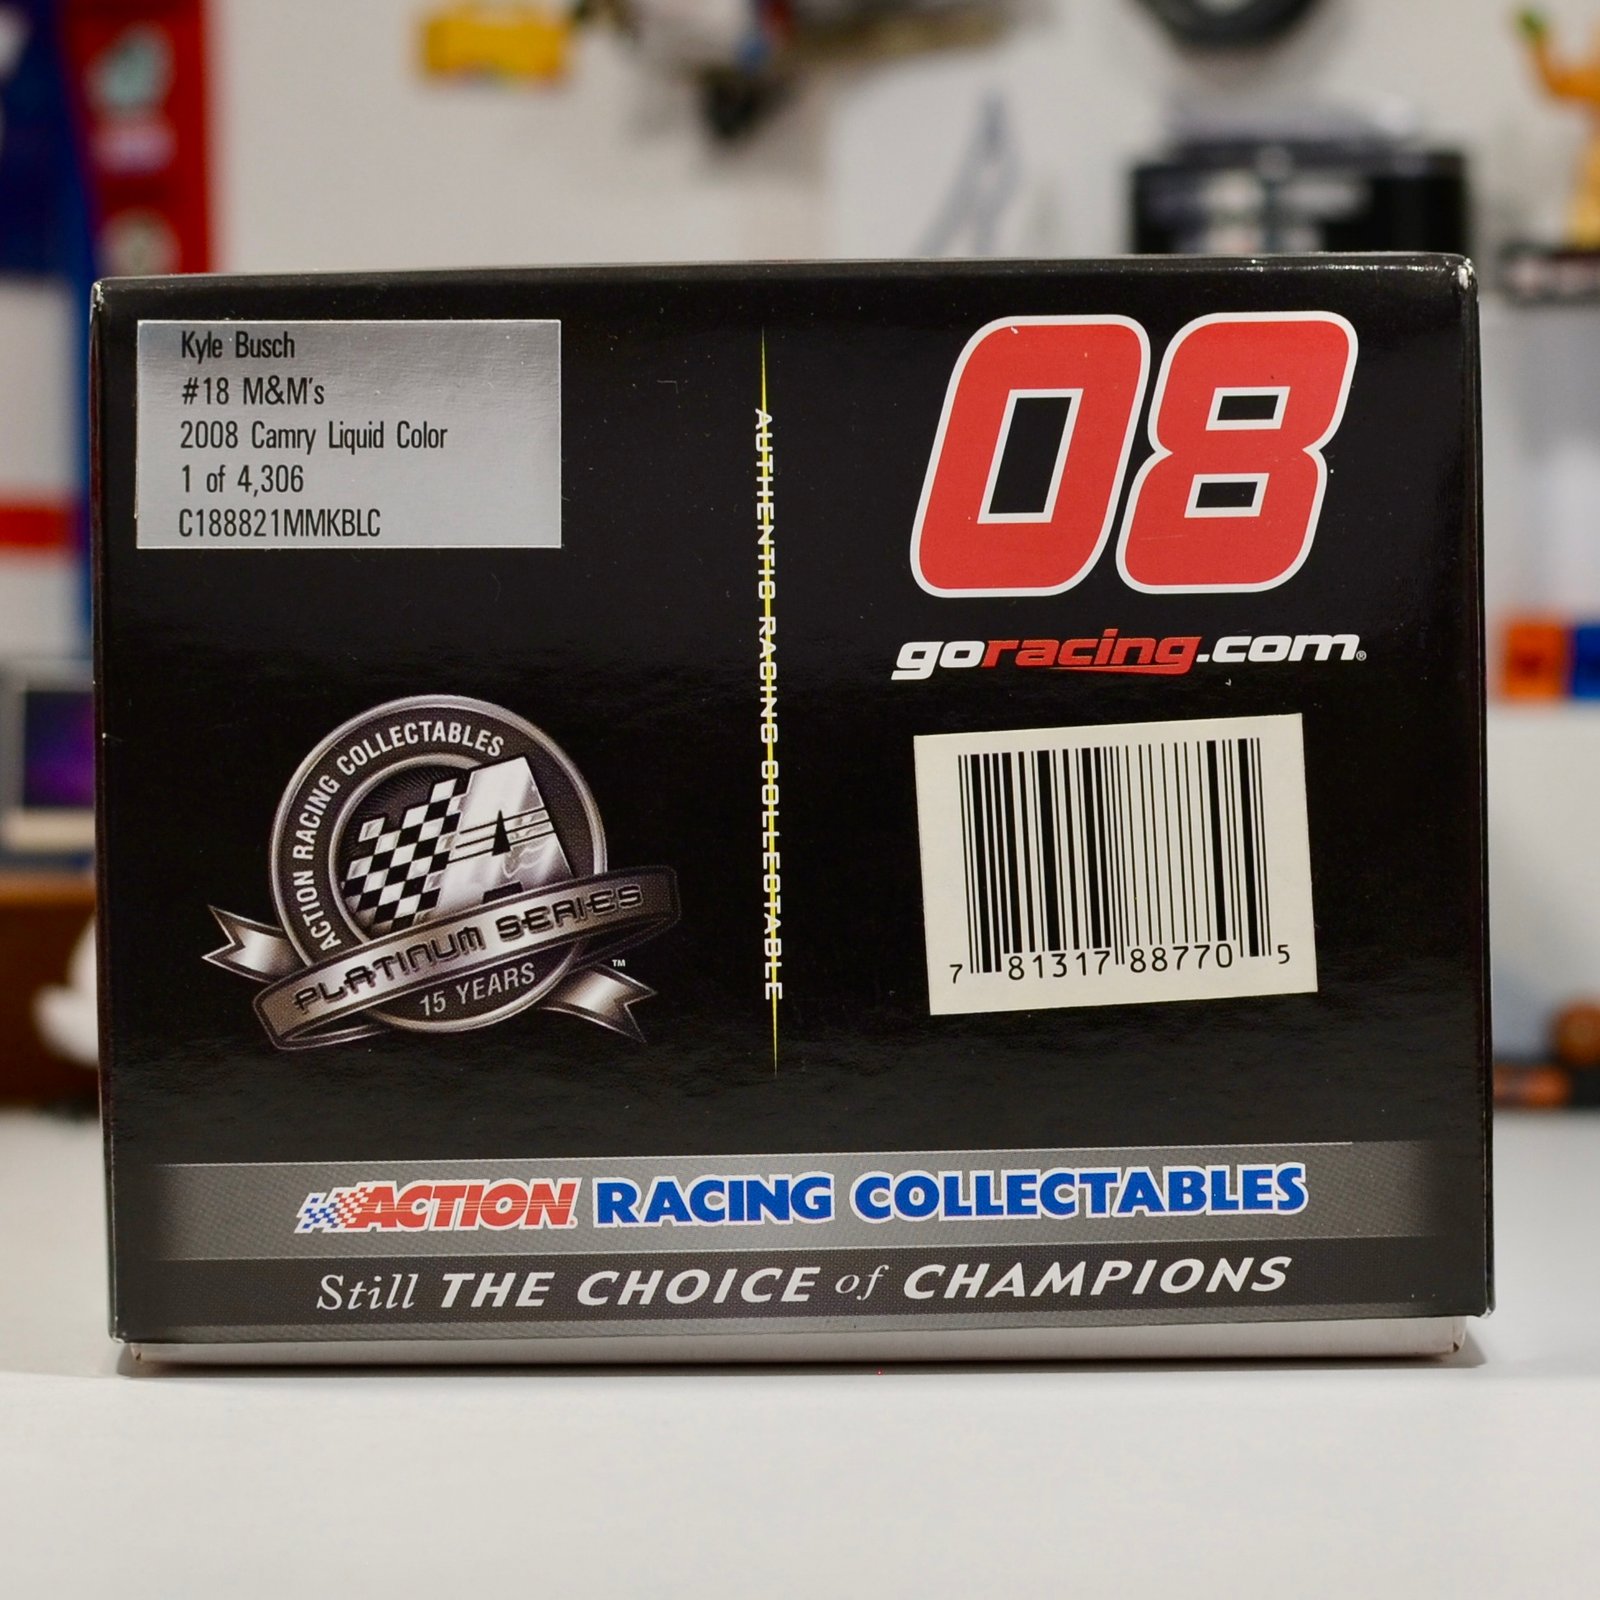 Kyle Busch
#18 M&M's
2008 Camry Liquid Color
1 of 4,306
C188821MMKBLC
AUTHENTIC RACING COLLECTABLE
08
goracing.com®
ACTION RACING COLLECTABLES
A
PLATINUM SERIES
15 YEARS
™
7 81317 88770 5
ACTION RACING COLLECTABLES
Still THE CHOICE of CHAMPIONS